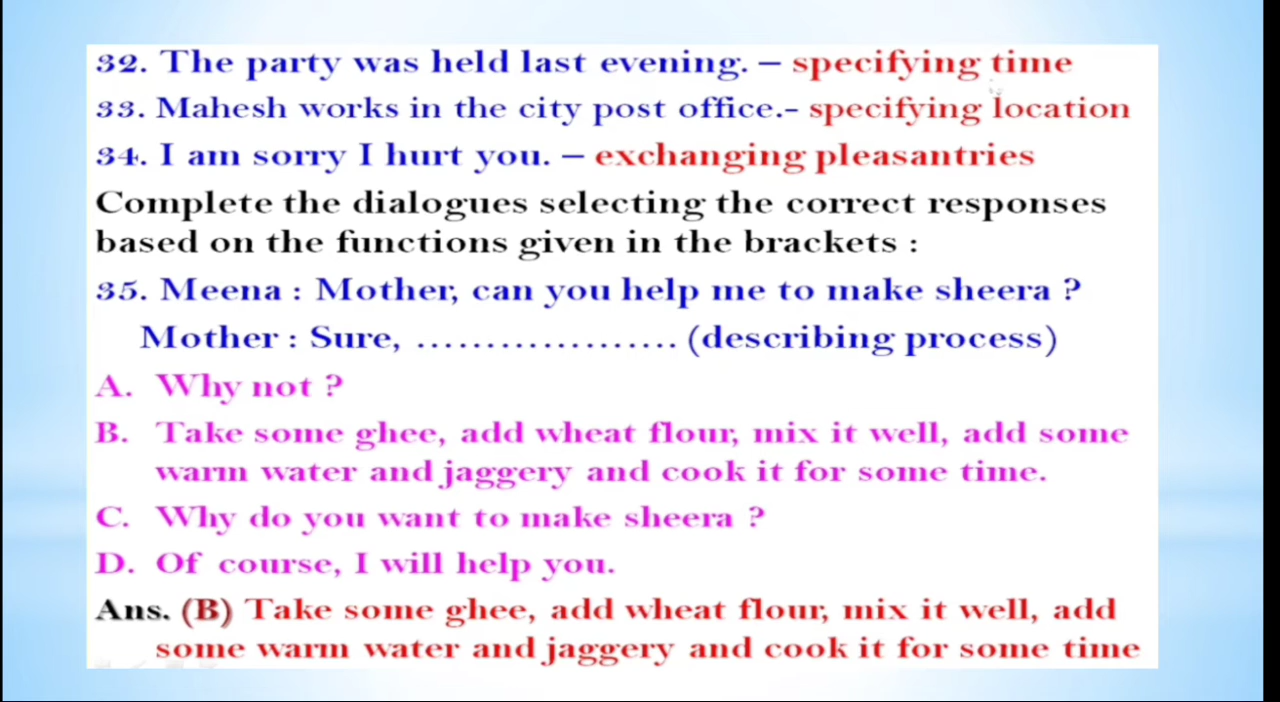 32. The party was held last evening. – specifying time
33. Mahesh works in the city post office.- specifying location
34. I am sorry I hurt you. – exchanging pleasantries
Complete the dialogues selecting the correct responses
based on the functions given in the brackets :
35. Meena : Mother, can you help me to make sheera ?
Mother : Sure, ................... (describing process)
A. Why not ?
B. Take some ghee, add wheat flour, mix it well, add some
warm water and jaggery and cook it for some time.
C. Why do you want to make sheera ?
D. Of course, I will help you.
Ans. (B) Take some ghee, add wheat flour, mix it well, add
some warm water and jaggery and cook it for some time